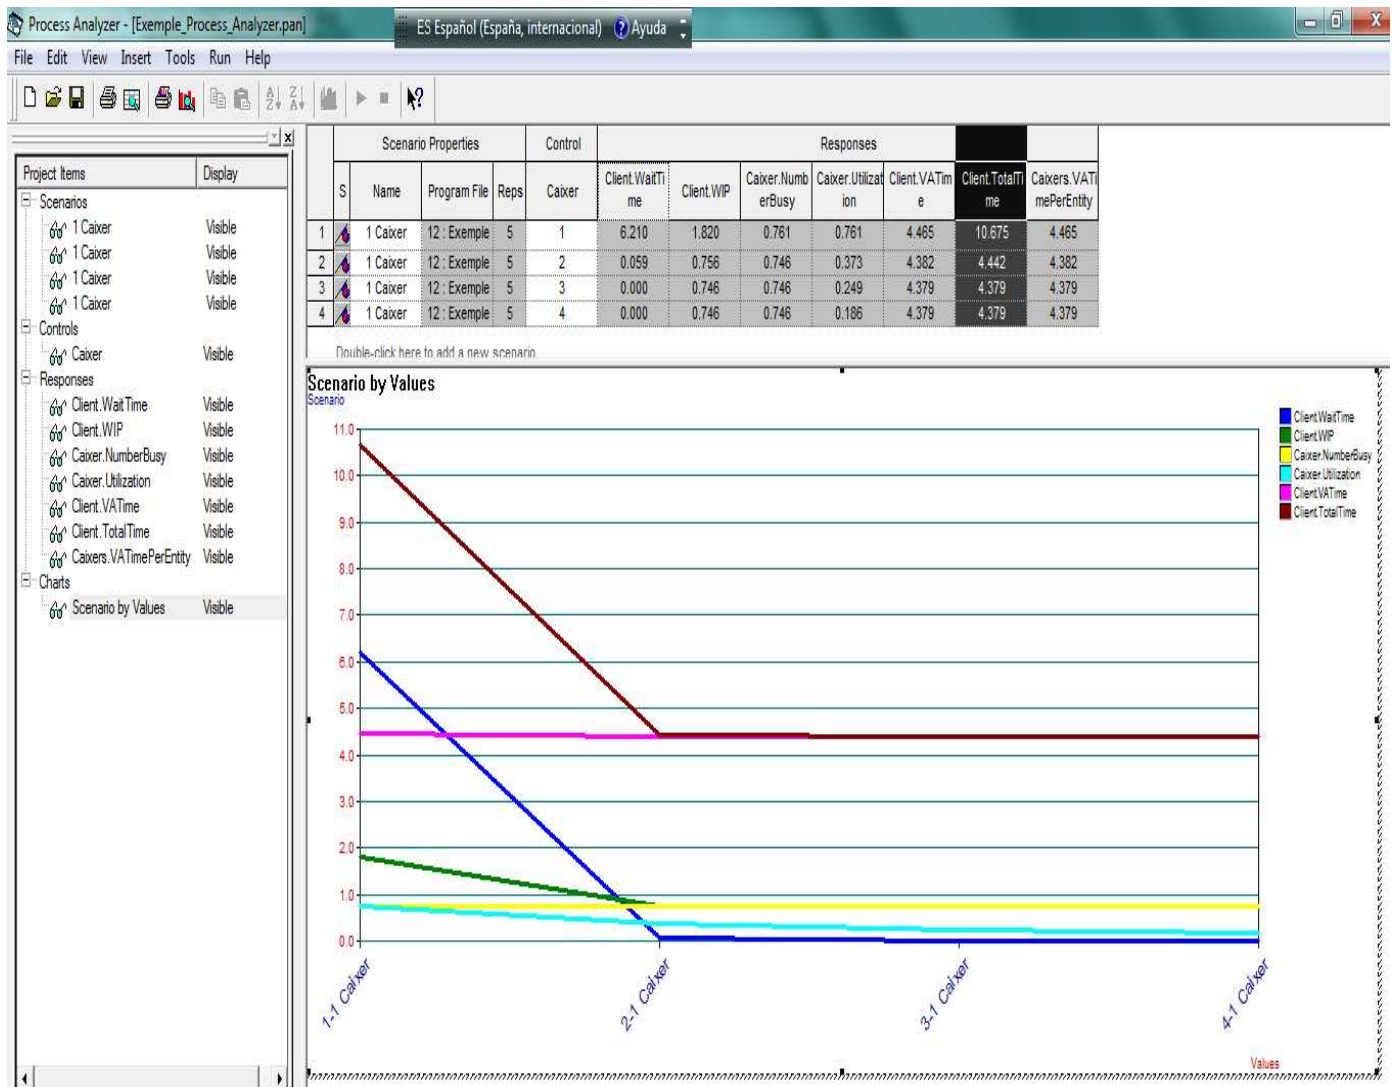 Process Analyzer - [Exemple_Process_Analyzer.pan]
ES Español (España, internacional) ? Ayuda
File Edit View Insert Tools Run Help
Project Items Display
Scenarios
1 Caixer Visible
1 Caixer Visible
1 Caixer Visible
1 Caixer Visible
Controls
Caixer Visible
Responses
Client.WaitTime Visible
Client.WIP Visible
Caixer.NumberBusy Visible
Caixer.Utilization Visible
Client.VATime Visible
Client.TotalTime Visible
Caixers.VATimePerEntity Visible
Charts
Scenario by Values Visible
Scenario Properties Control Responses
S Name Program File Reps Caixer Client.WaitTi Client.WIP Caixer.Numb Caixer.Utilizat Client.VATim Client.TotalTi Caixers.VATi
me erBusy ion e me mePerEntity
1 1 Caixer 12 : Exemple 5 1 6.210 1.820 0.761 0.761 4.465 10.675 4.465
2 1 Caixer 12 : Exemple 5 2 0.059 0.756 0.746 0.373 4.382 4.442 4.382
3 1 Caixer 12 : Exemple 5 3 0.000 0.746 0.746 0.249 4.379 4.379 4.379
4 1 Caixer 12 : Exemple 5 4 0.000 0.746 0.746 0.186 4.379 4.379 4.379
Double-click here to add a new scenario
Scenario by Values
Scenario
11.0
10.0
9.0
8.0
7.0
6.0
5.0
4.0
3.0
2.0
1.0
0.0
1-1 Caixer
2-1 Caixer
3-1 Caixer
4-1 Caixer
Values
Client.WaitTime
Client.WIP
Caixer.NumberBusy
Caixer.Utilization
Client.VATime
Client.TotalTime